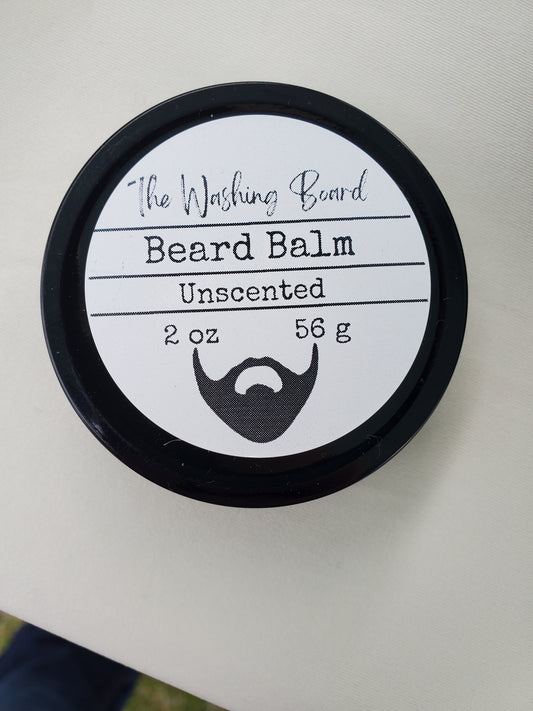 The Washing Board
Beard Balm
Unscented
2 oz 56 g